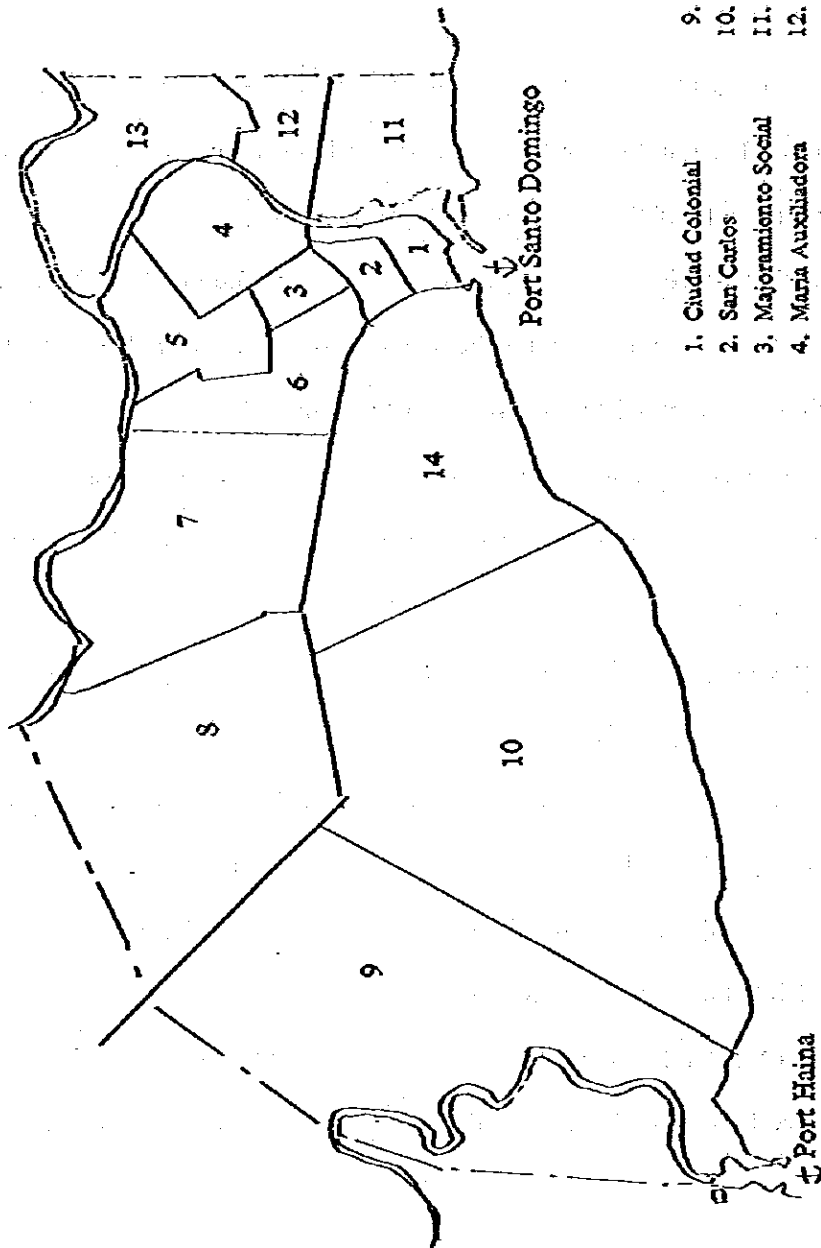 13
5
7
8
4
12
3
6
9
2
11
1
14
10
Port Santo Domingo
1. Ciudad Colonial 9.
2. San Carlos 10.
3. Majoramiento Social 11.
4. Maria Auxiliadora 12.
Port Haina